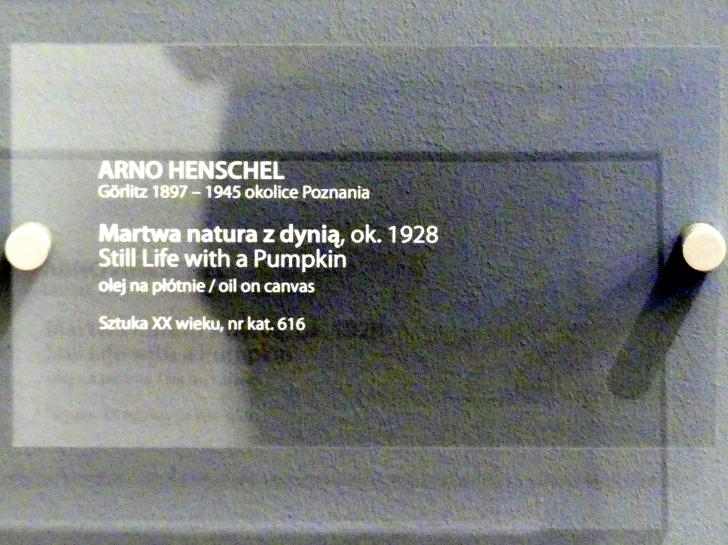 ARNO HENSCHEL
Görlitz 1897 – 1945 okolice Poznania
Martwa natura z dynią, ok. 1928
Still Life with a Pumpkin
olej na płótnie / oil on canvas
Sztuka XX wieku, nr kat. 616